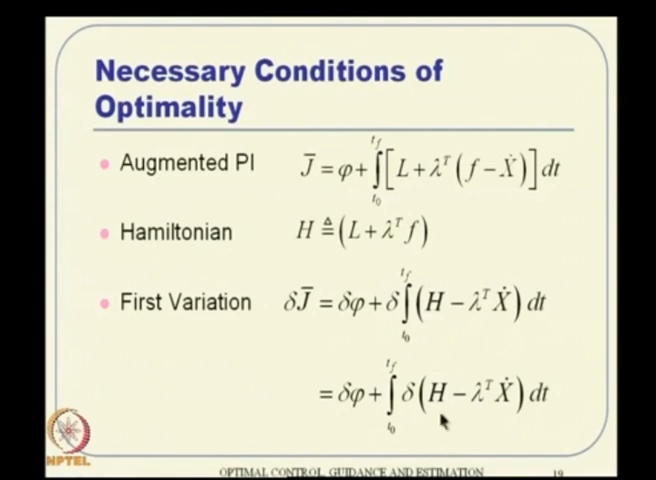 Necessary Conditions of
Optimality
• Augmented PI J̄ = φ + ∫_{t_0}^{t_f} [L + λ^T (f − Ẋ)] dt
• Hamiltonian H ≜ (L + λ^T f)
• First Variation δJ̄ = δφ + δ ∫_{t_0}^{t_f} (H − λ^T Ẋ) dt
= δφ + ∫_{t_0}^{t_f} δ (H − λ^T Ẋ) dt
NPTEL
OPTIMAL CONTROL, GUIDANCE AND ESTIMATION
19